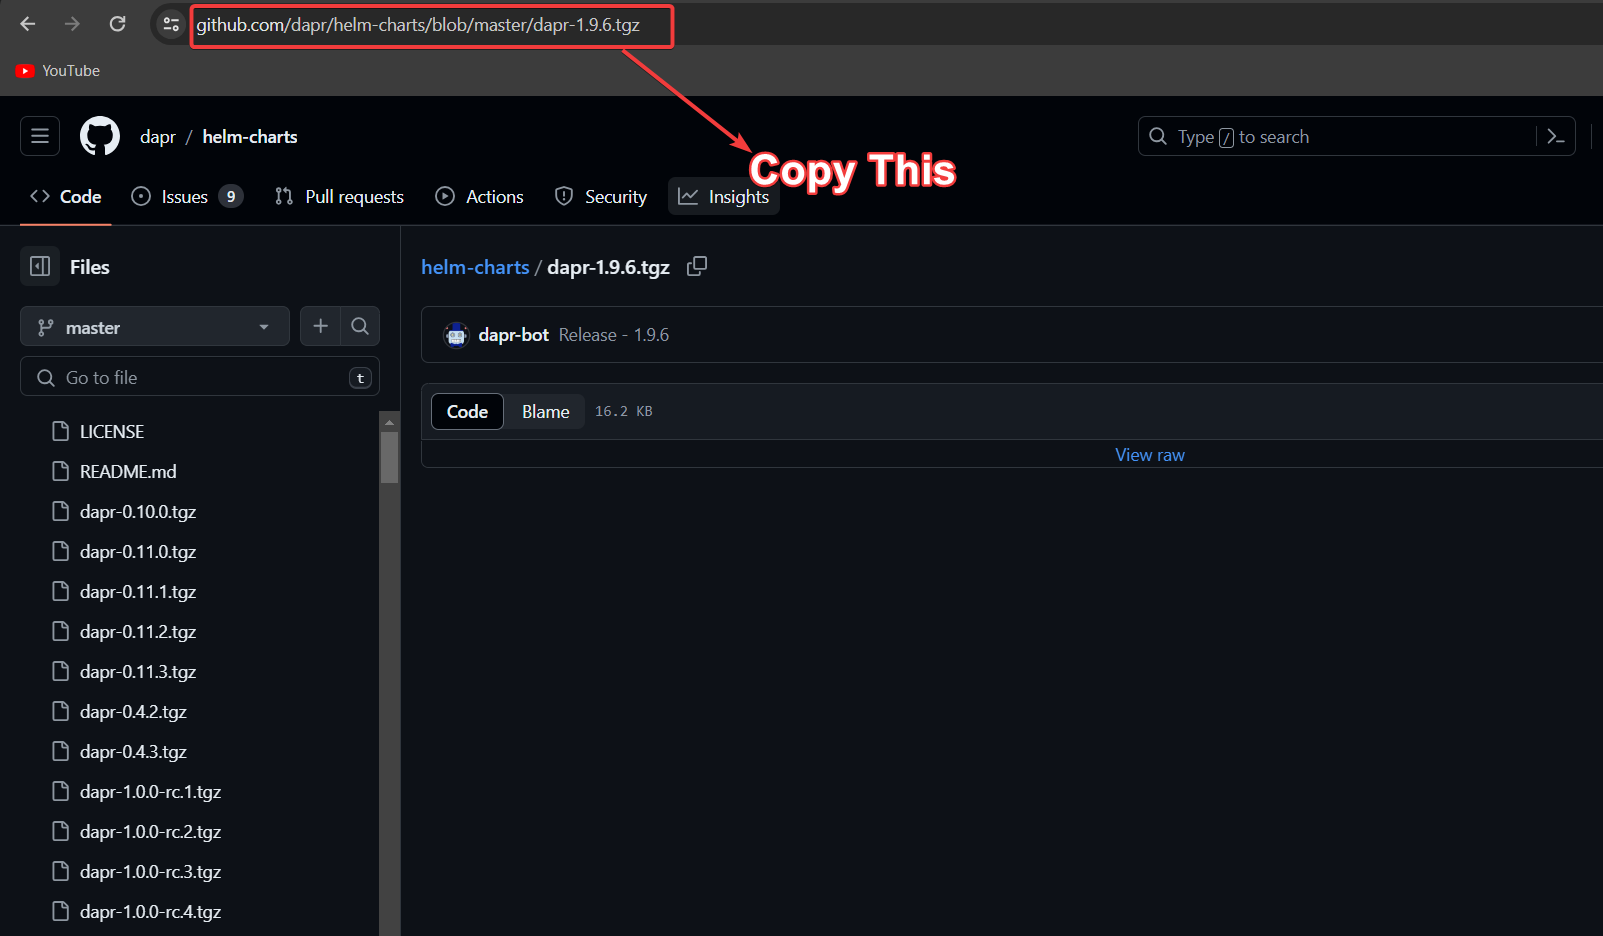 github.com/dapr/helm-charts/blob/master/dapr-1.9.6.tgz
YouTube
dapr / helm-charts
Type / to search
Copy This
Code
Issues 9
Pull requests
Actions
Security
Insights
Files
helm-charts / dapr-1.9.6.tgz
master
dapr-bot Release - 1.9.6
Go to file t
Code Blame 16.2 KB
View raw
LICENSE
README.md
dapr-0.10.0.tgz
dapr-0.11.0.tgz
dapr-0.11.1.tgz
dapr-0.11.2.tgz
dapr-0.11.3.tgz
dapr-0.4.2.tgz
dapr-0.4.3.tgz
dapr-1.0.0-rc.1.tgz
dapr-1.0.0-rc.2.tgz
dapr-1.0.0-rc.3.tgz
dapr-1.0.0-rc.4.tgz